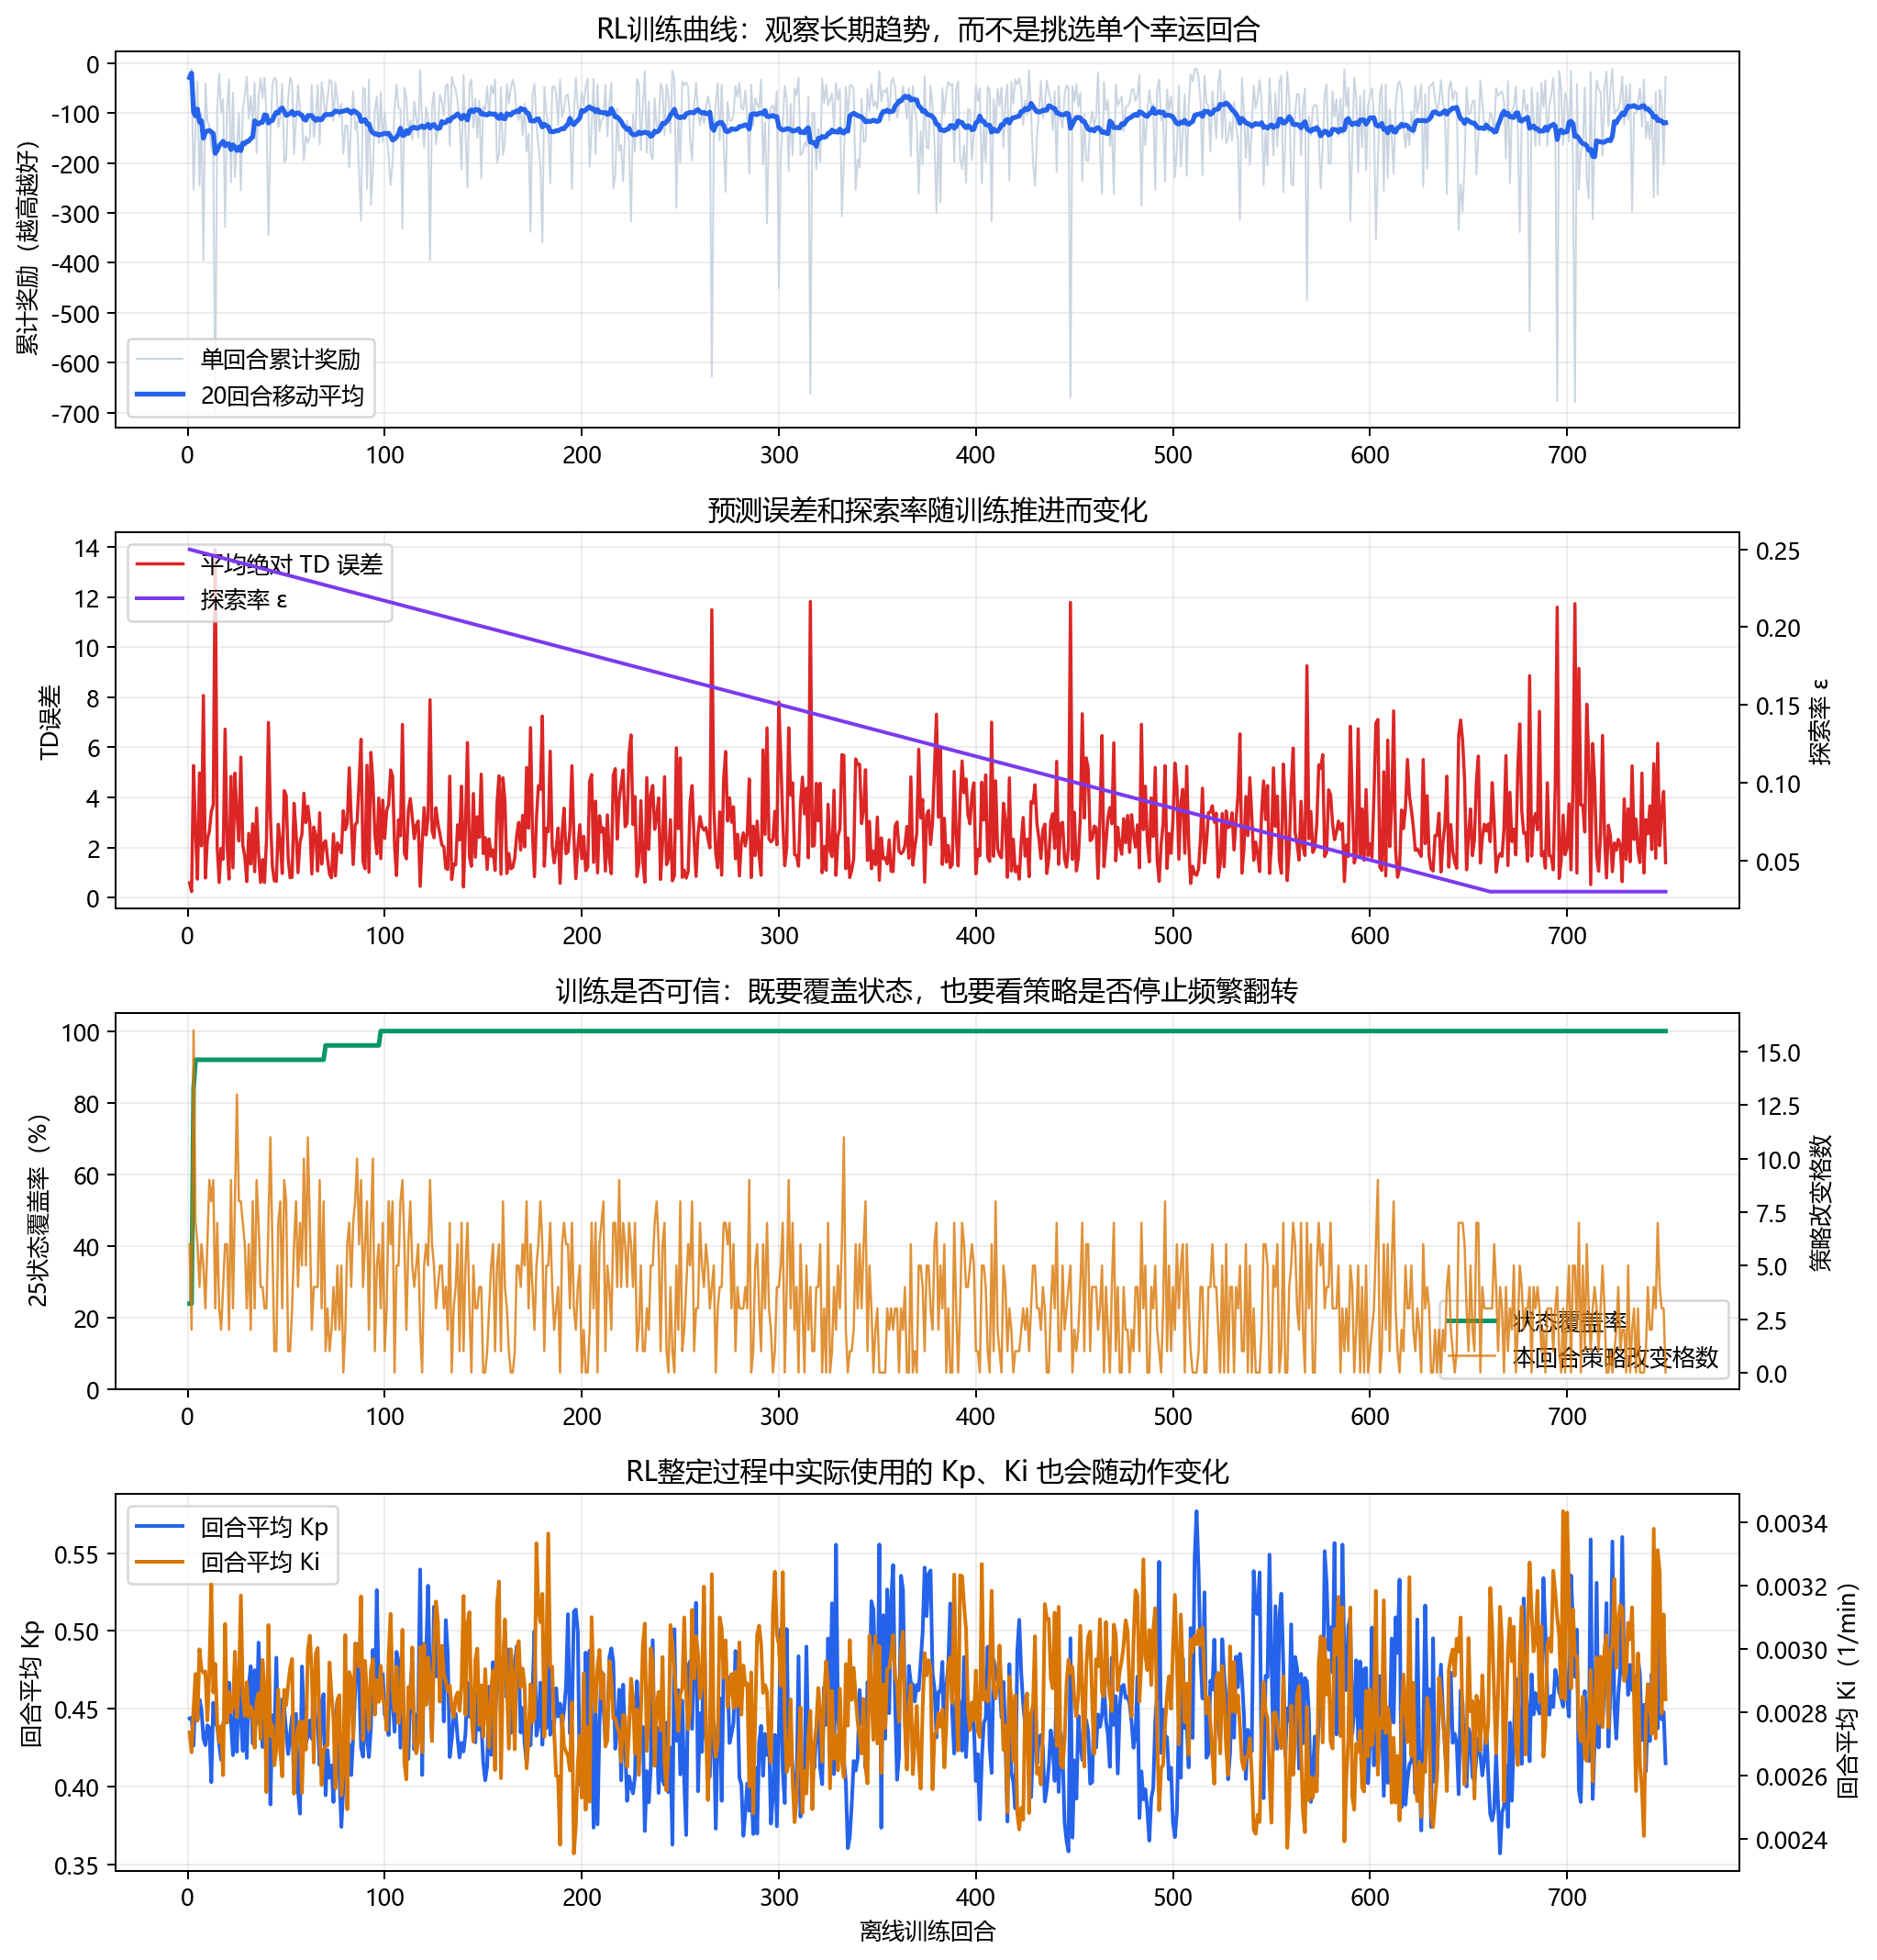 RL训练曲线：观察长期趋势，而不是挑选单个幸运回合
累计奖励（越高越好）
0
-100
-200
-300
-400
-500
-600
-700
单回合累计奖励
20回合移动平均
0 100 200 300 400 500 600 700
预测误差和探索率随训练推进而变化
TD误差
14
12
10
8
6
4
2
0
平均绝对 TD 误差
探索率 ε
0.25
0.20
0.15
0.10
0.05
探索率 ε
0 100 200 300 400 500 600 700
训练是否可信：既要覆盖状态，也要看策略是否停止频繁翻转
25状态覆盖率（%）
100
80
60
40
20
0
15.0
12.5
10.0
7.5
5.0
2.5
0.0
策略改变格数
状态覆盖率
本回合策略改变格数
0 100 200 300 400 500 600 700
RL整定过程中实际使用的 Kp、Ki 也会随动作变化
回合平均 Kp
0.55
0.50
0.45
0.40
0.35
回合平均 Kp
回合平均 Ki
0.0034
0.0032
0.0030
0.0028
0.0026
0.0024
回合平均 Ki（1/min）
0 100 200 300 400 500 600 700
离线训练回合